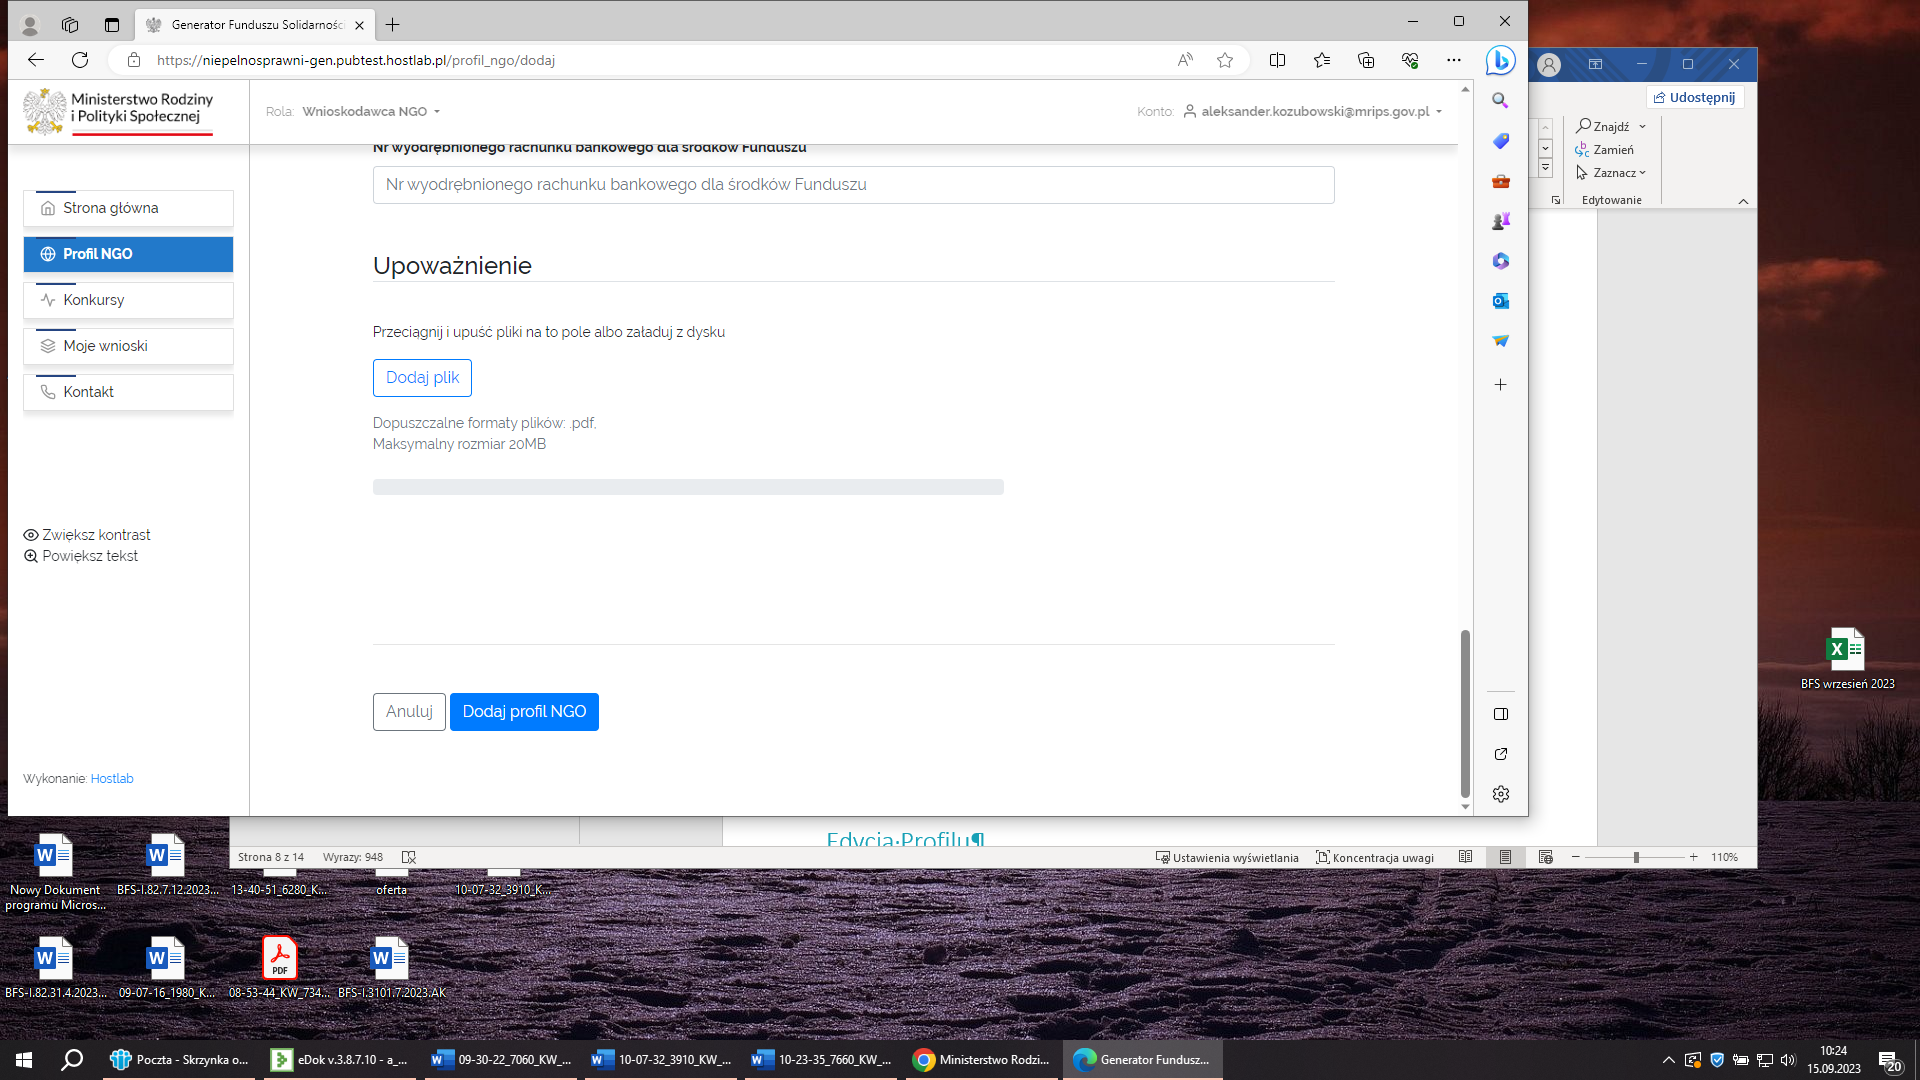 Generator Funduszu Solidarności
https://niepelnosprawni-gen.pubtest.hostlab.pl/profil_ngo/dodaj
Ministerstwo Rodziny
i Polityki Społecznej
Rola: Wnioskodawca NGO
Konto: aleksander.kozubowski@mrips.gov.pl
Strona główna
Profil NGO
Konkursy
Moje wnioski
Kontakt
Zwiększ kontrast
Powiększ tekst
Wykonanie: Hostlab
Nr wyodrębnionego rachunku bankowego dla środków Funduszu
Nr wyodrębnionego rachunku bankowego dla środków Funduszu
Upoważnienie
Przeciągnij i upuść pliki na to pole albo załaduj z dysku
Dodaj plik
Dopuszczalne formaty plików: .pdf,
Maksymalny rozmiar 20MB
Anuluj
Dodaj profil NGO
Udostępnij
Znajdź
Zamień
Zaznacz
Edytowanie
Edycja·Profilu¶
Strona 8 z 14
Wyrazy: 948
Ustawienia wyświetlania
Koncentracja uwagi
110%
BFS wrzesień 2023
Nowy Dokument
programu Micros...
BFS-I.82.7.12.2023...
13-40-51_6280_K...
oferta
10-07-32_3910_K...
BFS-I.82.31.4.2023...
09-07-16_1980_K...
PDF
08-53-44_KW_734...
BFS-I.3101.7.2023.AK
Poczta - Skrzynka o...
eDok v.3.8.7.10 - a_...
09-30-22_7060_KW_...
10-07-32_3910_KW_...
10-23-35_7660_KW_...
Ministerstwo Rodzi...
Generator Fundusz...
10:24
15.09.2023
20